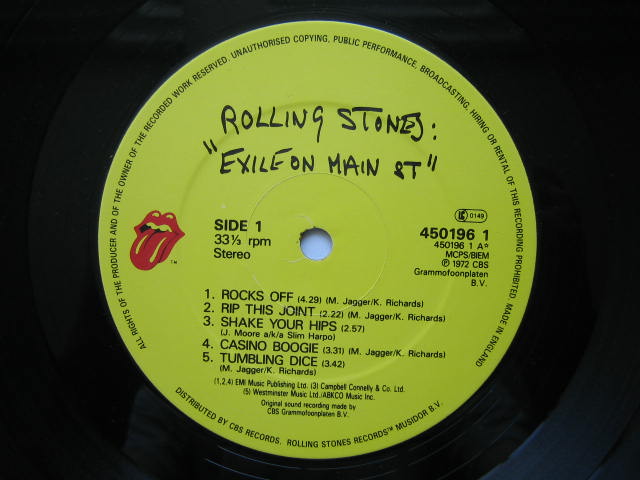 ALL RIGHTS OF THE PRODUCER AND OF THE OWNER OF THE RECORDED WORK RESERVED. UNAUTHORISED COPYING, PUBLIC PERFORMANCE, BROADCASTING, HIRING OR RENTAL OF THIS RECORDING PROHIBITED. MADE IN ENGLAND
ROLLING STONES:
"EXILE ON MAIN ST"
SIDE 1
33⅓ rpm
Stereo
0149
450196 1
450196 1 A☆
MCPS/BIEM
℗ 1972 CBS
Grammofoonplaten
B.V.
TM
1. ROCKS OFF (4.29) (M. Jagger/K. Richards)
2. RIP THIS JOINT (2.22) (M. Jagger/K. Richards)
3. SHAKE YOUR HIPS (2.57)
(J. Moore a/k/a Slim Harpo)
4. CASINO BOOGIE (3.31) (M. Jagger/K. Richards)
5. TUMBLING DICE (3.42)
(M. Jagger/K. Richards)
(1,2,4) EMI Music Publishing Ltd. (3) Campbell Connelly & Co. Ltd.
(5) Westminster Music Ltd./ABKCO Music Inc.
Original sound recording made by
CBS Grammofoonplaten B.V.
DISTRIBUTED BY CBS RECORDS. ROLLING STONES RECORDS™ MUSIDOR B.V.